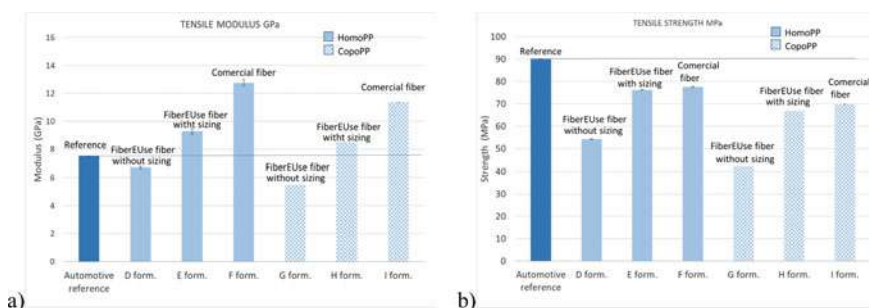 TENSILE MODULUS GPa
HomoPP
CopoPP
16
14
12
10
8
6
4
2
0
Modulus (GPa)
Reference
FiberEUse fiber
without sizing
FiberEUse fiber
witht sizing
Comercial fiber
FiberEUse fiber
without sizing
FiberEUse fiber
witht sizing
Comercial fiber
Automotive
reference
D form.
E form.
F form.
G form.
H form.
I form.
a)
TENSILE STRENGTH MPa
HomoPP
CopoPP
100
90
80
70
60
50
40
30
20
10
0
Strength (MPa)
Reference
FiberEUse fiber
without sizing
FiberEUse fiber
with sizing
Comercial
fiber
FiberEUse fiber
without sizing
FiberEUse fiber
with sizing
Comercial
fiber
Automotive
reference
D form.
E form.
F form.
G form.
H form.
I form.
b)